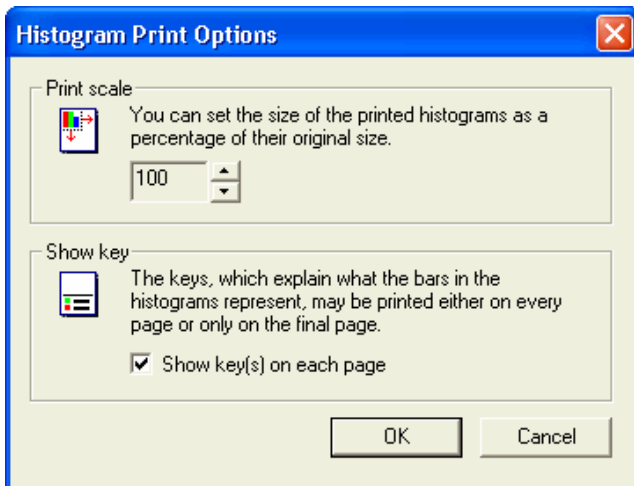 Histogram Print Options
Print scale
You can set the size of the printed histograms as a
percentage of their original size.
100
Show key
The keys, which explain what the bars in the
histograms represent, may be printed either on every
page or only on the final page.
Show key(s) on each page
OK
Cancel